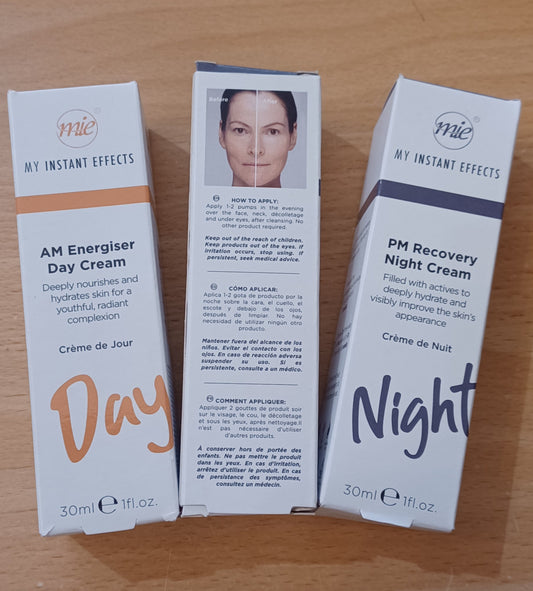 mie
MY INSTANT EFFECTS
AM Energiser
Day Cream
Deeply nourishes and
hydrates skin for a
youthful, radiant
complexion
Crème de Jour
Day
30ml e 1fl.oz.
Before
After
HOW TO APPLY:
Apply 1-2 pumps in the evening
over the face, neck, décolletage
and under eyes, after cleansing. No
other product required.
Keep out of the reach of children.
Keep products out of the eyes. If
irritation occurs, stop using. If
persistent, seek medical advice.
CÓMO APLICAR:
Aplica 1-2 gota de producto por la
noche sobre la cara, el cuello, el
escote y debajo de los ojos,
después de limpiar. No hay
necesidad de utilizar ningún otro
producto.
Mantener fuera del alcance de los
niños. Evitar el contacto con los
ojos. En caso de reacción adversa
suspender su uso. Si es
persistente, consulte a un médico.
COMMENT APPLIQUER:
Appliquer 2 gouttes de produit soir
sur le visage, le cou, le décolletage
et sous les yeux, après nettoyage,Il
n'est pas nécessaire d'utiliser
d'autres produits.
À conserver hors de portée des
enfants. Ne pas mettre le produit
dans les yeux. En cas d'irritation,
arrêtez d'utiliser le produit. En cas
de persistance des symptômes,
consultez un médecin.
mie
MY INSTANT EFFECTS
PM Recovery
Night Cream
Filled with actives to
deeply hydrate and
visibly improve the skin's
appearance
Crème de Nuit
Night
30ml e 1fl.oz.